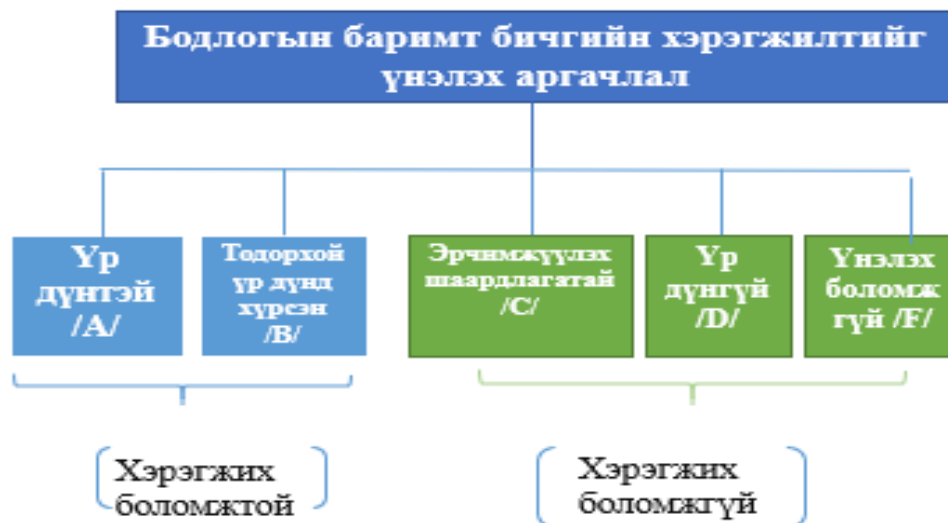 Бодлогын баримт бичгийн хэрэгжилтийг
үнэлэх аргачлал
Үр
дүнтэй
/A/
Тодорхой
үр дүнд
хүрсэн
/B/
Эрчимжүүлэх
шаардлагатай
/C/
Үр
дүнгүй
/D/
Үнэлэх
боломж
гүй /F/
Хэрэгжих
боломжтой
Хэрэгжих
боломжгүй